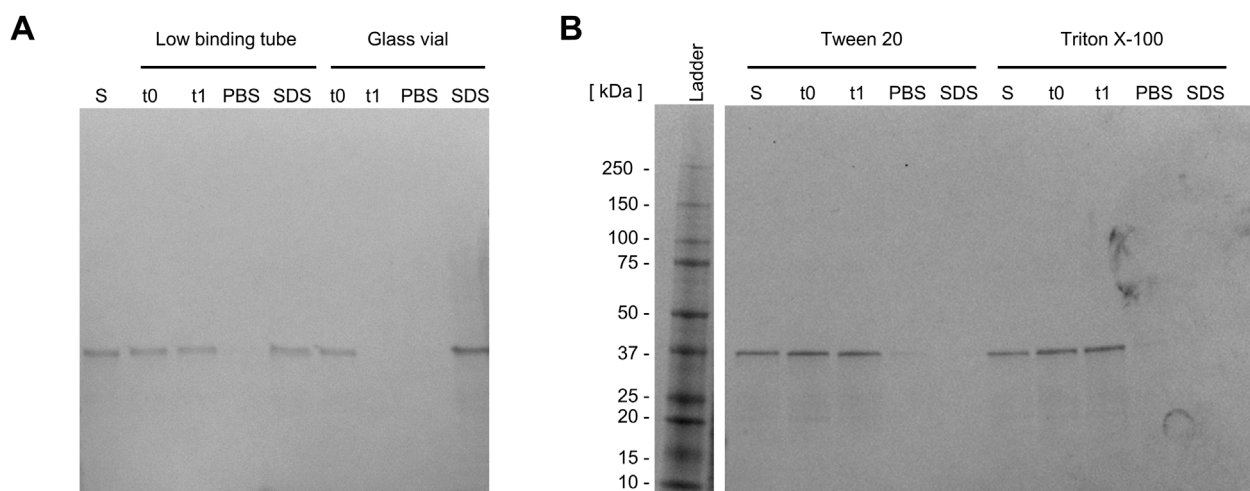 A
Low binding tube Glass vial
S t0 t1 PBS SDS t0 t1 PBS SDS
B
Ladder
Tween 20 Triton X-100
[ kDa ] S t0 t1 PBS SDS S t0 t1 PBS SDS
250 -
150 -
100 -
75 -
50 -
37 -
25 -
20 -
15 -
10 -